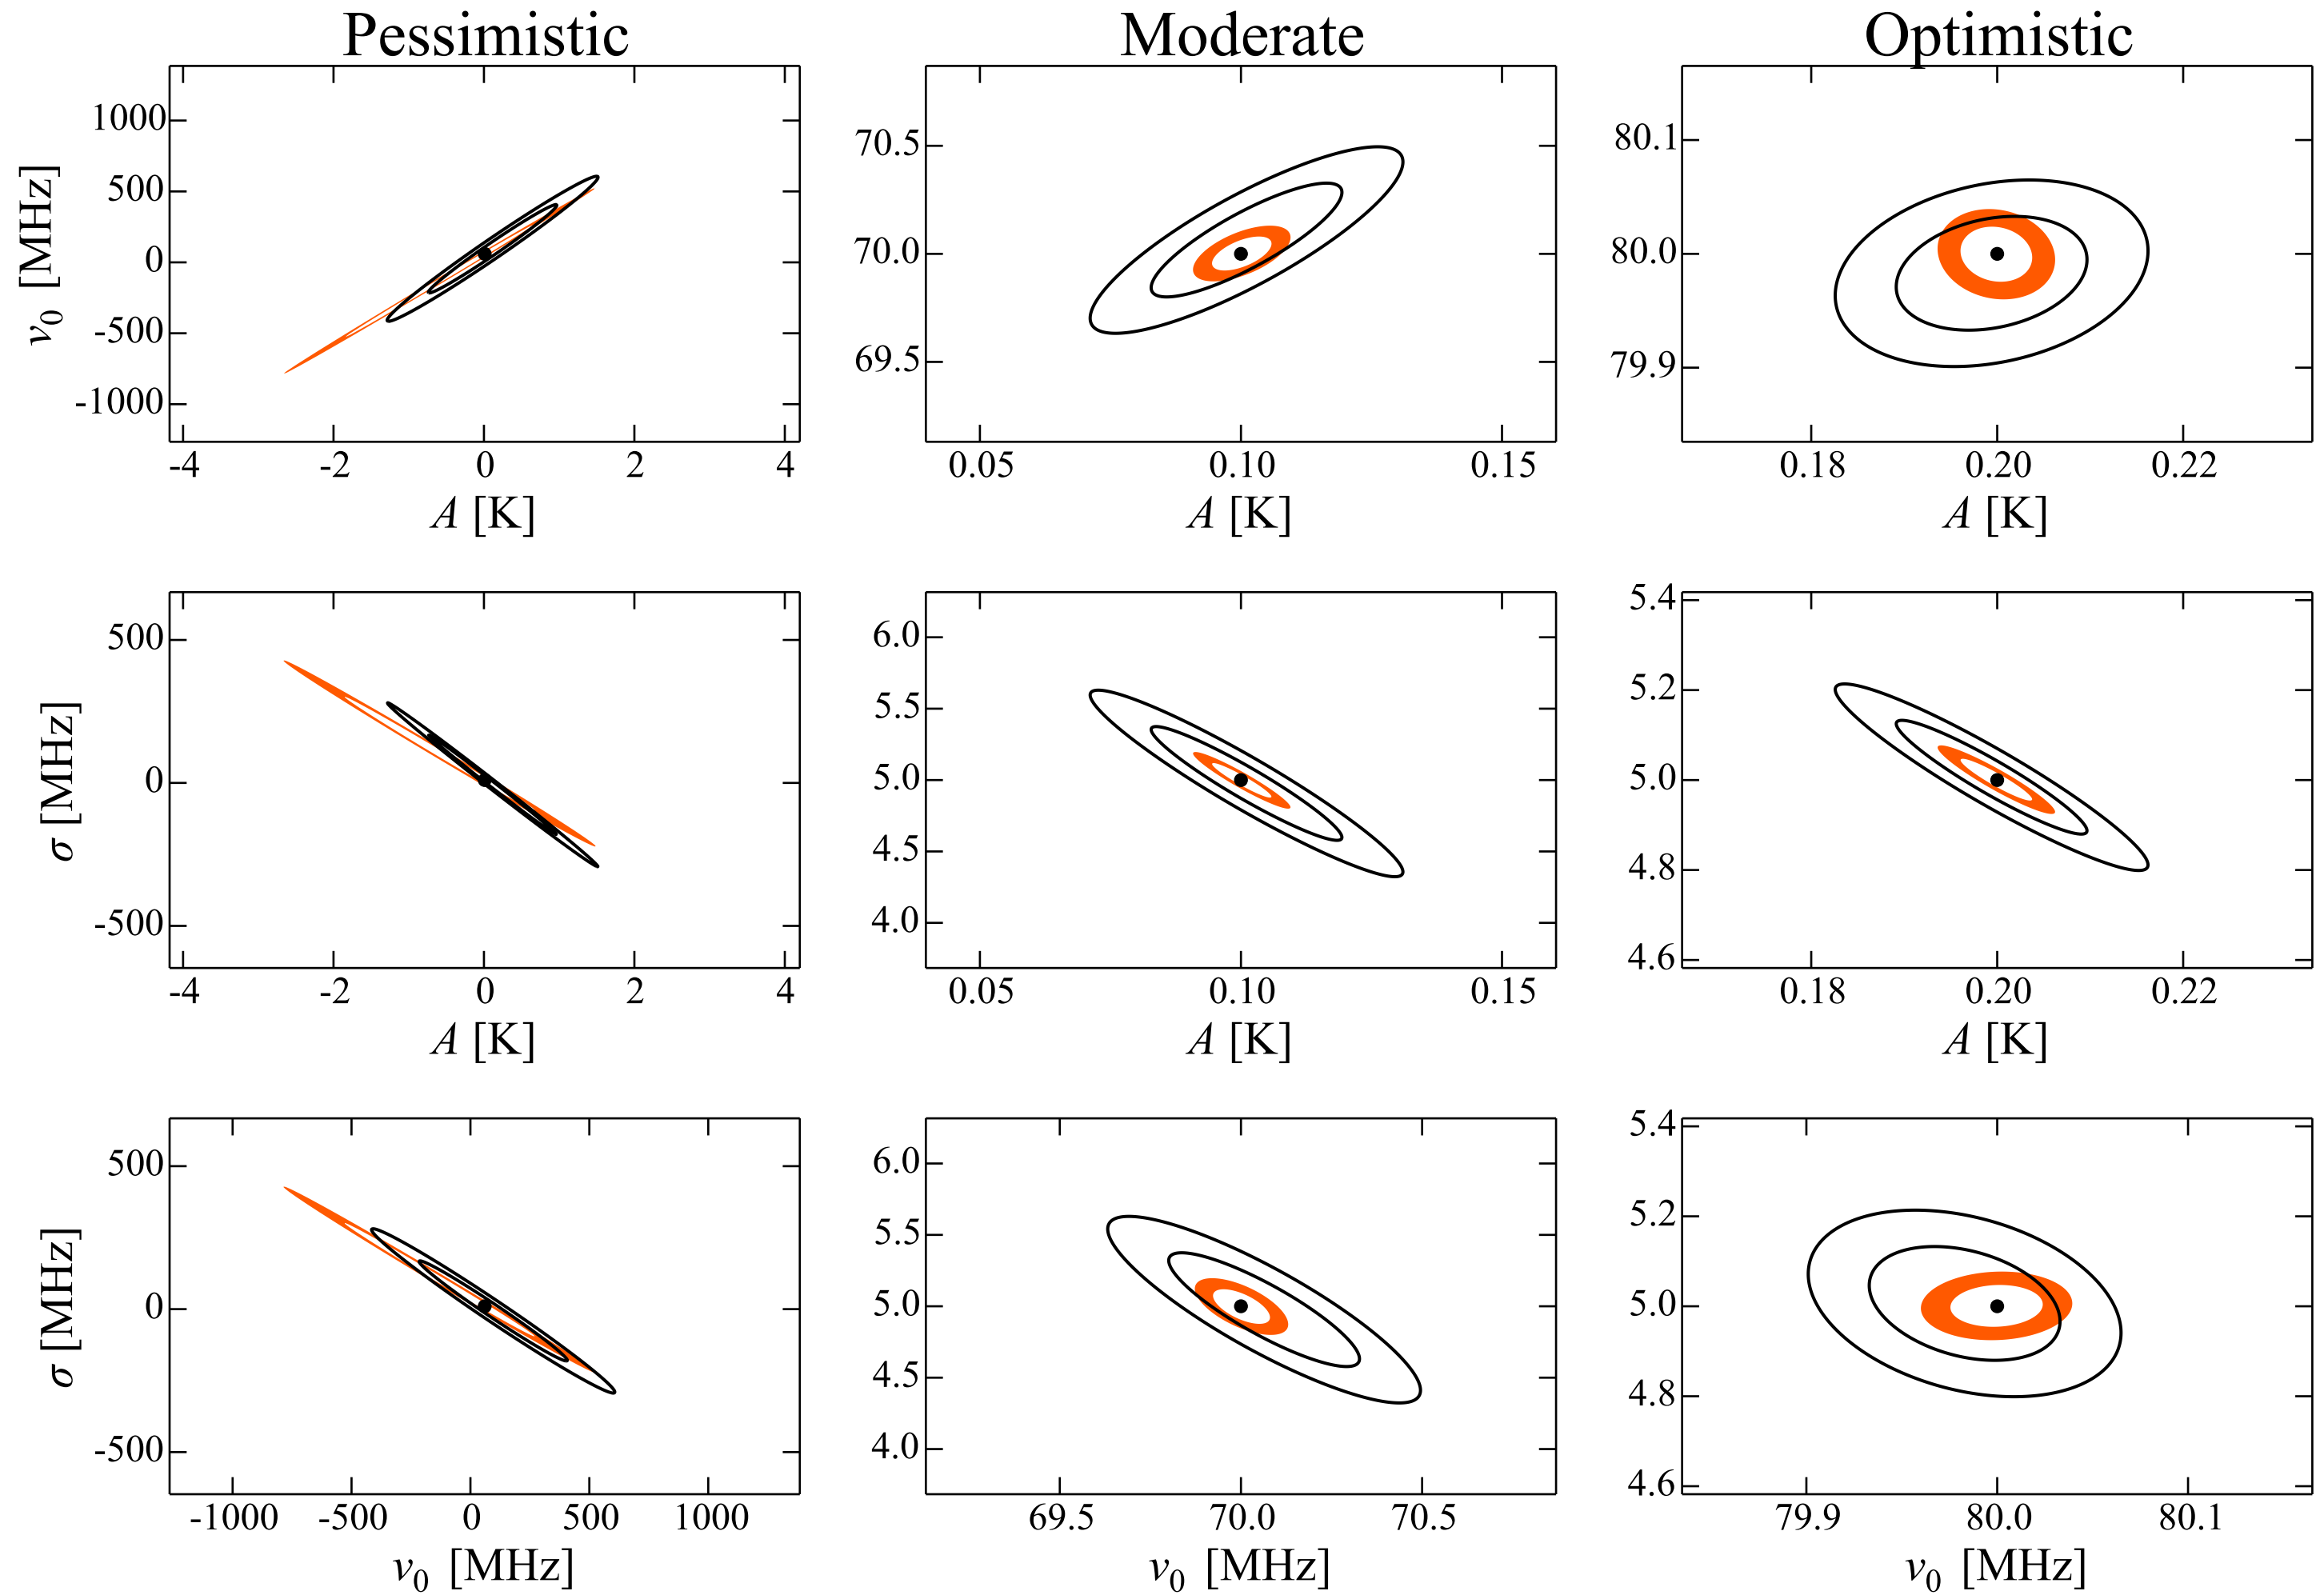 Pessimistic Moderate Optimistic
1000
500
0
-500
-1000
ν0 [MHz]
-4 -2 0 2 4
A [K]
70.5
70.0
69.5
0.05 0.10 0.15
A [K]
80.1
80.0
79.9
0.18 0.20 0.22
A [K]
500
0
-500
σ [MHz]
-4 -2 0 2 4
A [K]
6.0
5.5
5.0
4.5
4.0
0.05 0.10 0.15
A [K]
5.4
5.2
5.0
4.8
4.6
0.18 0.20 0.22
A [K]
500
0
-500
σ [MHz]
-1000 -500 0 500 1000
ν0 [MHz]
6.0
5.5
5.0
4.5
4.0
69.5 70.0 70.5
ν0 [MHz]
5.4
5.2
5.0
4.8
4.6
79.9 80.0 80.1
ν0 [MHz]